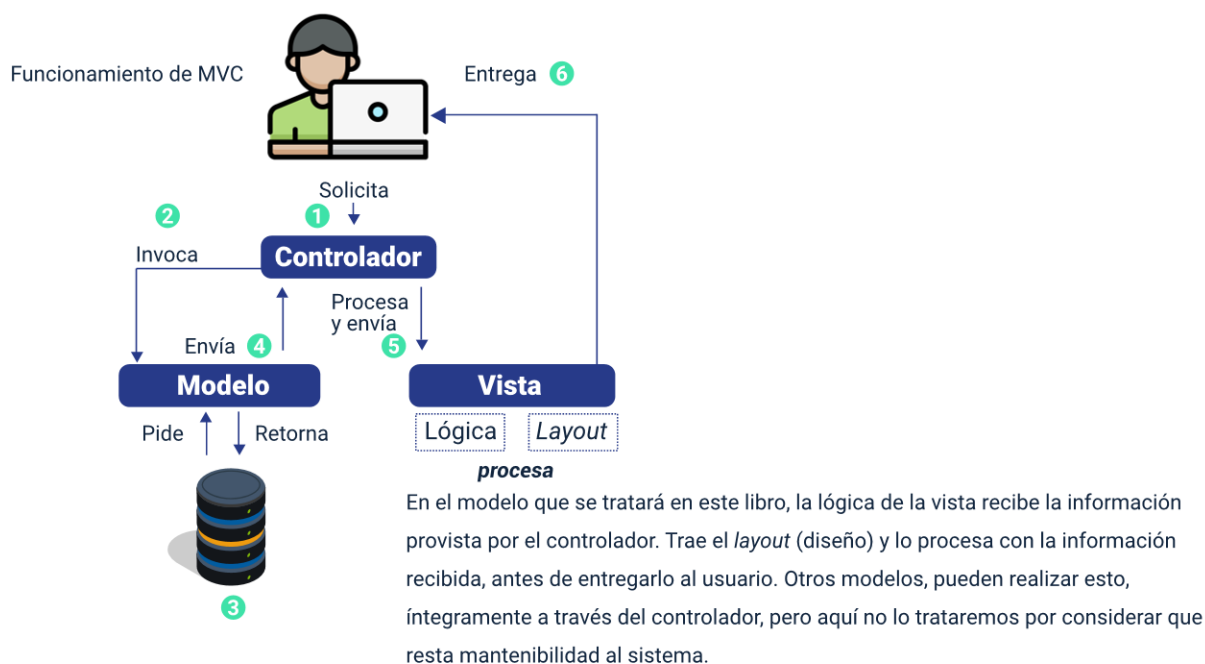 Funcionamiento de MVC
Entrega 6
Solicita
2
1
Invoca
Controlador
Procesa
y envía
Envía 4
5
Modelo
Vista
Pide
Retorna
Lógica
Layout
procesa
3
En el modelo que se tratará en este libro, la lógica de la vista recibe la información
provista por el controlador. Trae el layout (diseño) y lo procesa con la información
recibida, antes de entregarlo al usuario. Otros modelos, pueden realizar esto,
íntegramente a través del controlador, pero aquí no lo trataremos por considerar que
resta mantenibilidad al sistema.